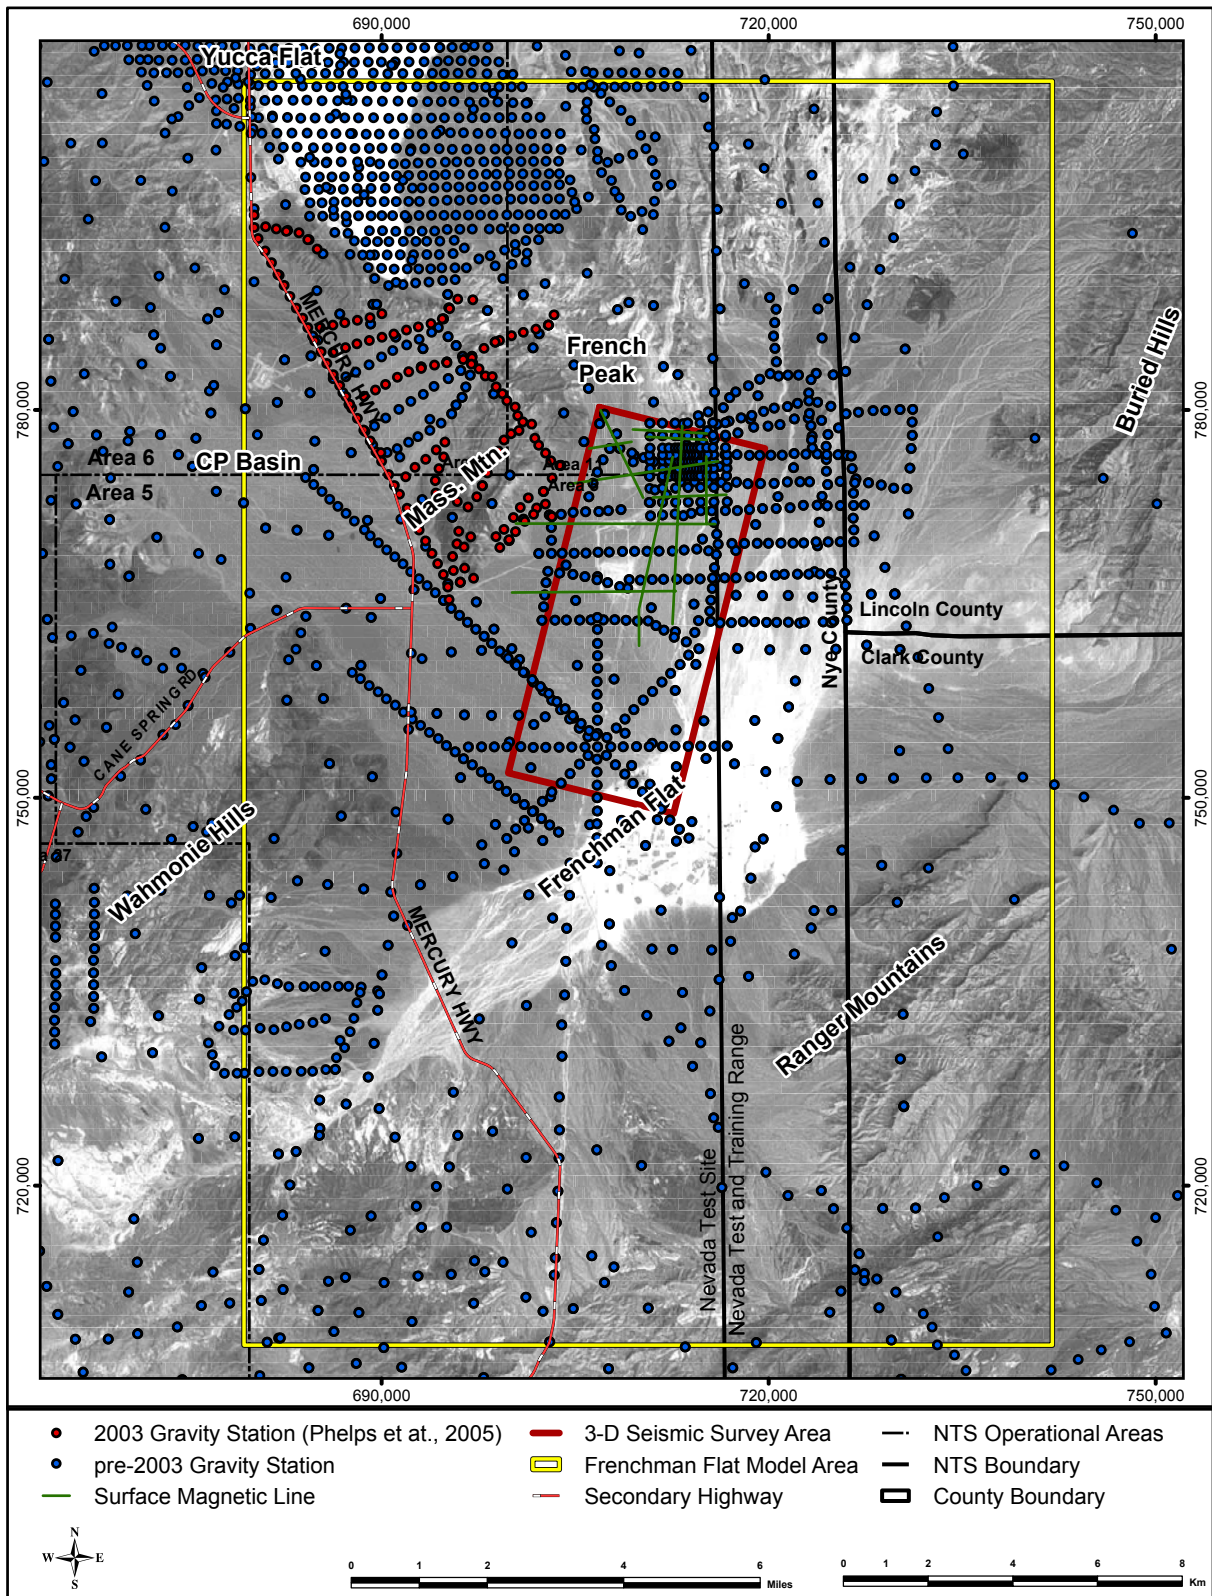 690,000 720,000 750,000
Yucca Flat
MERCURY HWY
French
Peak
Buried Hills
780,000 780,000
Area 6
CP Basin
Area 5
Mass. Mtn.
Area 11
Nye County
Lincoln County
Clark County
CANE SPRING RD
750,000 750,000
Frenchman Flat
Wahmonie Hills
MERCURY HWY
Ranger Mountains
Nevada Test Site
Nevada Test and Training Range
720,000 720,000
690,000 720,000 750,000
2003 Gravity Station (Phelps et at., 2005)
3-D Seismic Survey Area
NTS Operational Areas
pre-2003 Gravity Station
Frenchman Flat Model Area
NTS Boundary
Surface Magnetic Line
Secondary Highway
County Boundary
N
W E
S
0 1 2 4 6
Miles
0 1 2 4 6 8
Km